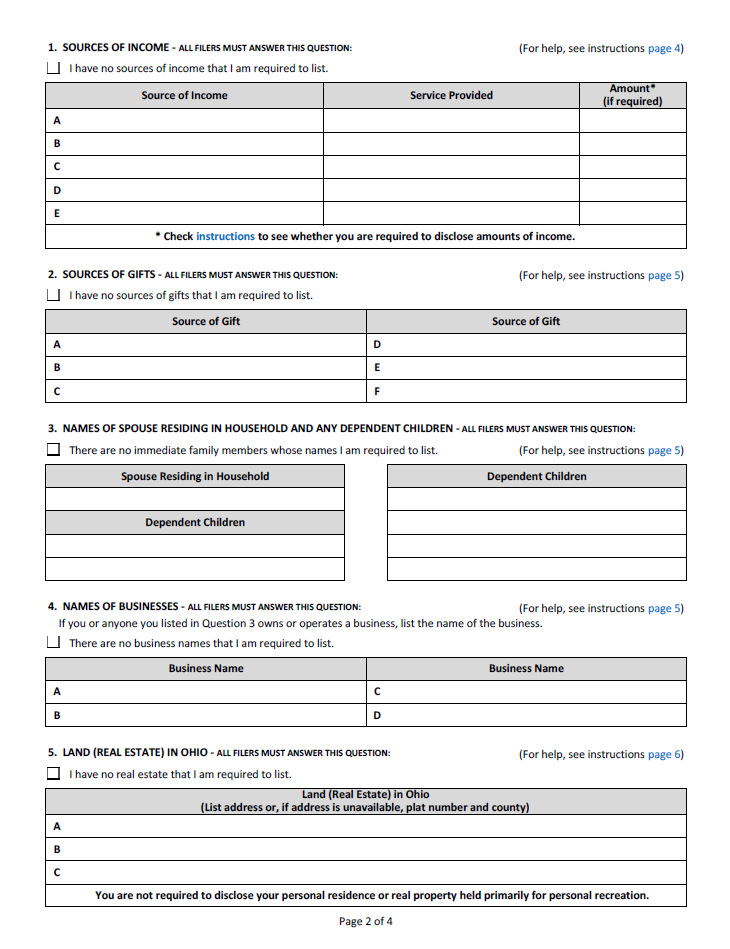 1. SOURCES OF INCOME - ALL FILERS MUST ANSWER THIS QUESTION: (For help, see instructions page 4)
I have no sources of income that I am required to list.
Source of Income Service Provided Amount* (if required)
A
B
C
D
E
* Check instructions to see whether you are required to disclose amounts of income.
2. SOURCES OF GIFTS - ALL FILERS MUST ANSWER THIS QUESTION: (For help, see instructions page 5)
I have no sources of gifts that I am required to list.
Source of Gift Source of Gift
A D
B E
C F
3. NAMES OF SPOUSE RESIDING IN HOUSEHOLD AND ANY DEPENDENT CHILDREN - ALL FILERS MUST ANSWER THIS QUESTION:
There are no immediate family members whose names I am required to list. (For help, see instructions page 5)
Spouse Residing in Household Dependent Children
Dependent Children
4. NAMES OF BUSINESSES - ALL FILERS MUST ANSWER THIS QUESTION: (For help, see instructions page 5)
If you or anyone you listed in Question 3 owns or operates a business, list the name of the business.
There are no business names that I am required to list.
Business Name Business Name
A C
B D
5. LAND (REAL ESTATE) IN OHIO - ALL FILERS MUST ANSWER THIS QUESTION: (For help, see instructions page 6)
I have no real estate that I am required to list.
Land (Real Estate) in Ohio
(List address or, if address is unavailable, plat number and county)
A
B
C
You are not required to disclose your personal residence or real property held primarily for personal recreation.
Page 2 of 4